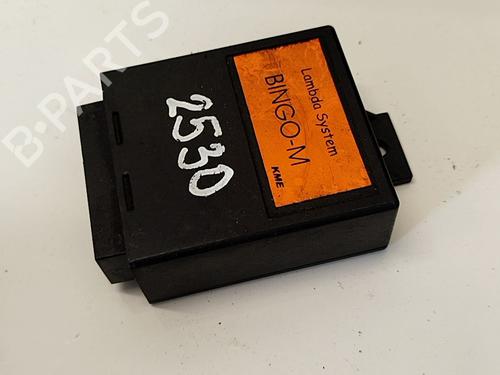 B-PARTS
2530
Lambda System
BINGO-M
KME